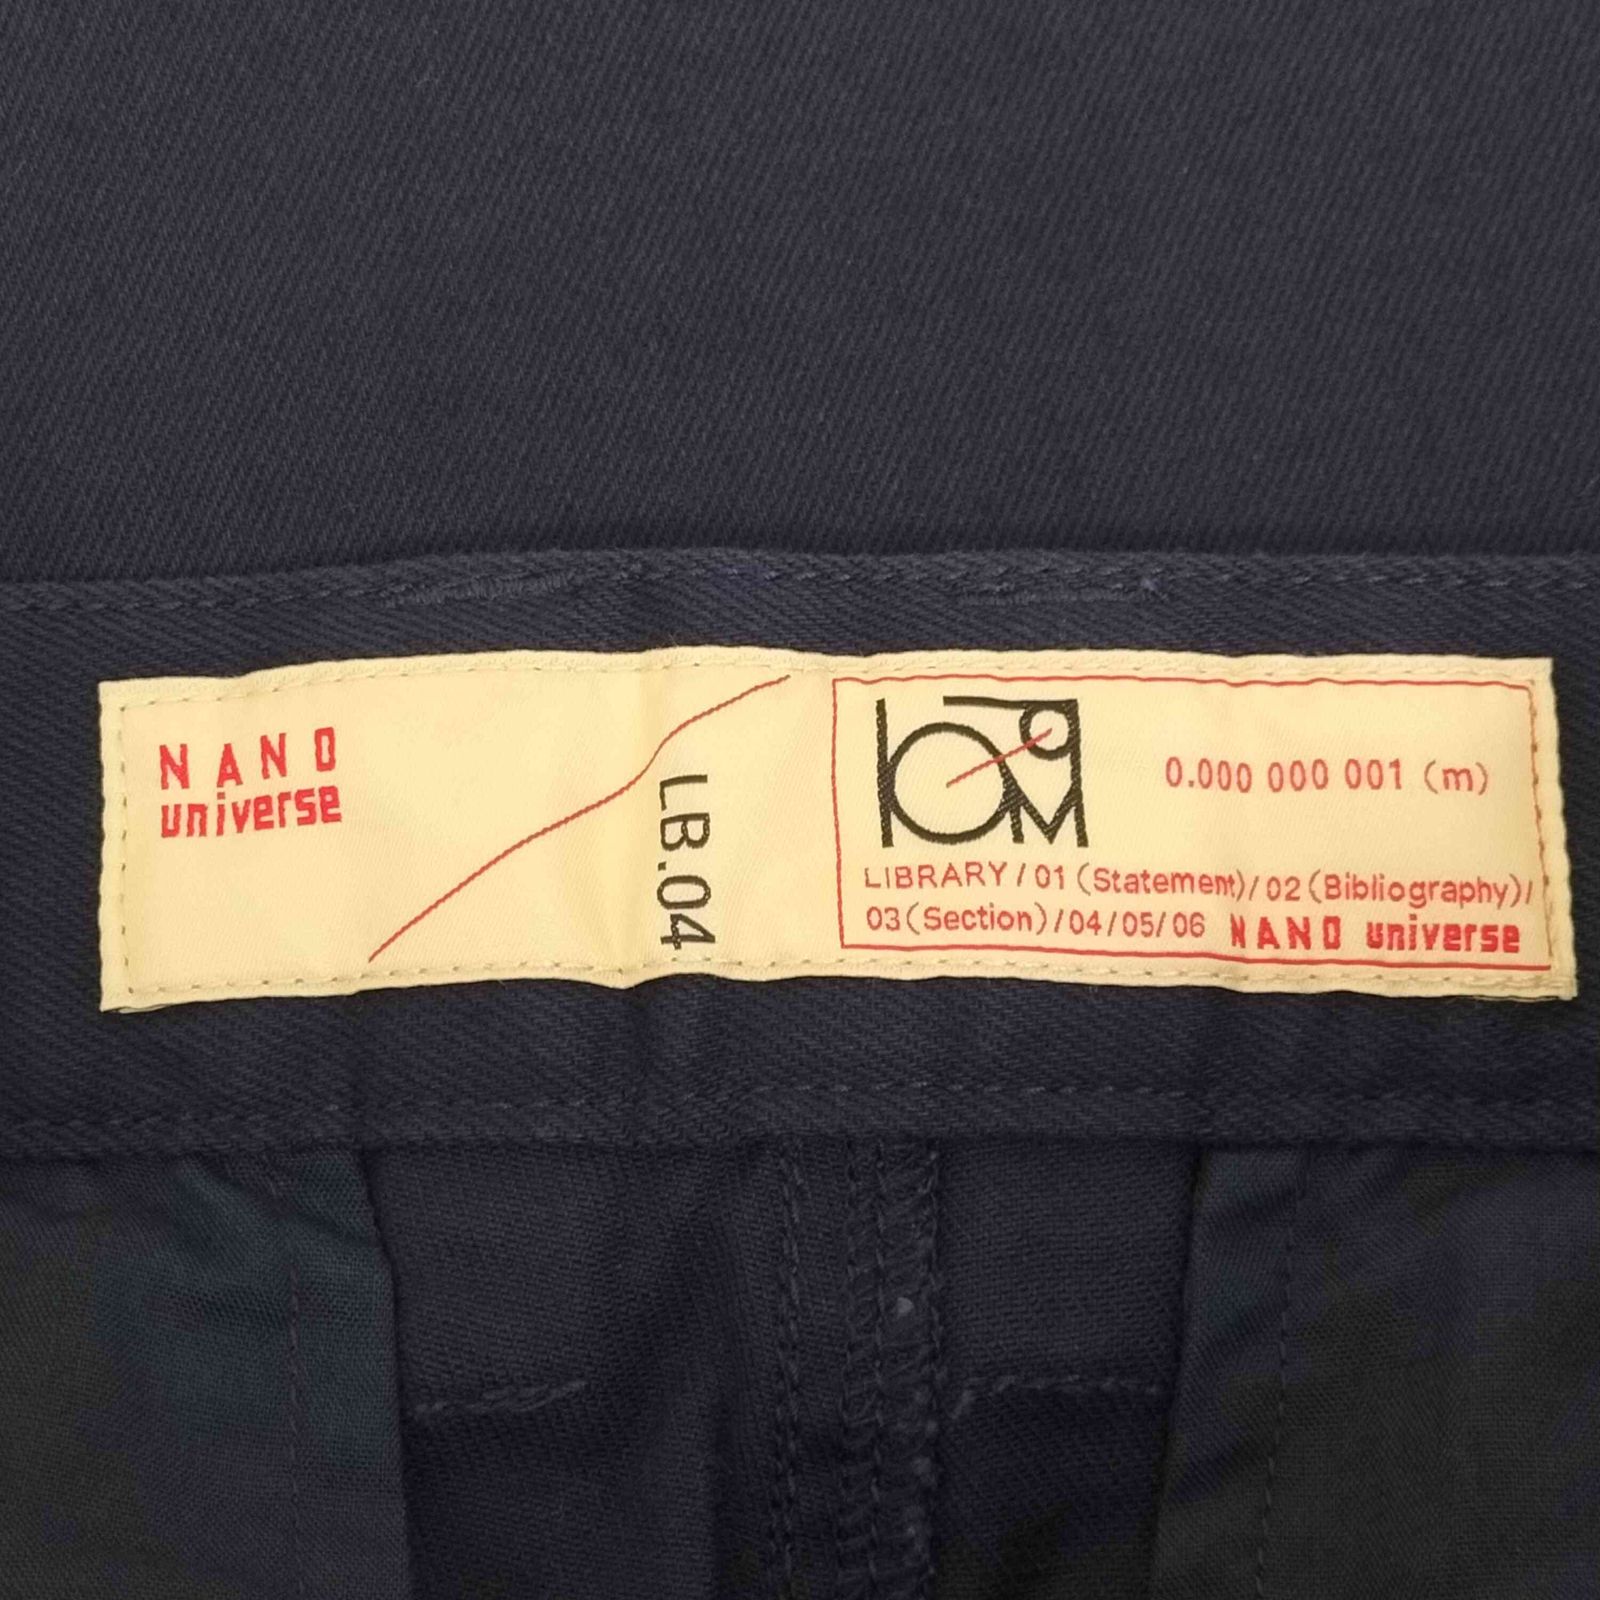 NANO
universe
LB.04
0.000 000 001 (m)
LIBRARY/01(Statement)/02(Bibliography)/
03(Section)/04/05/06 NANO universe